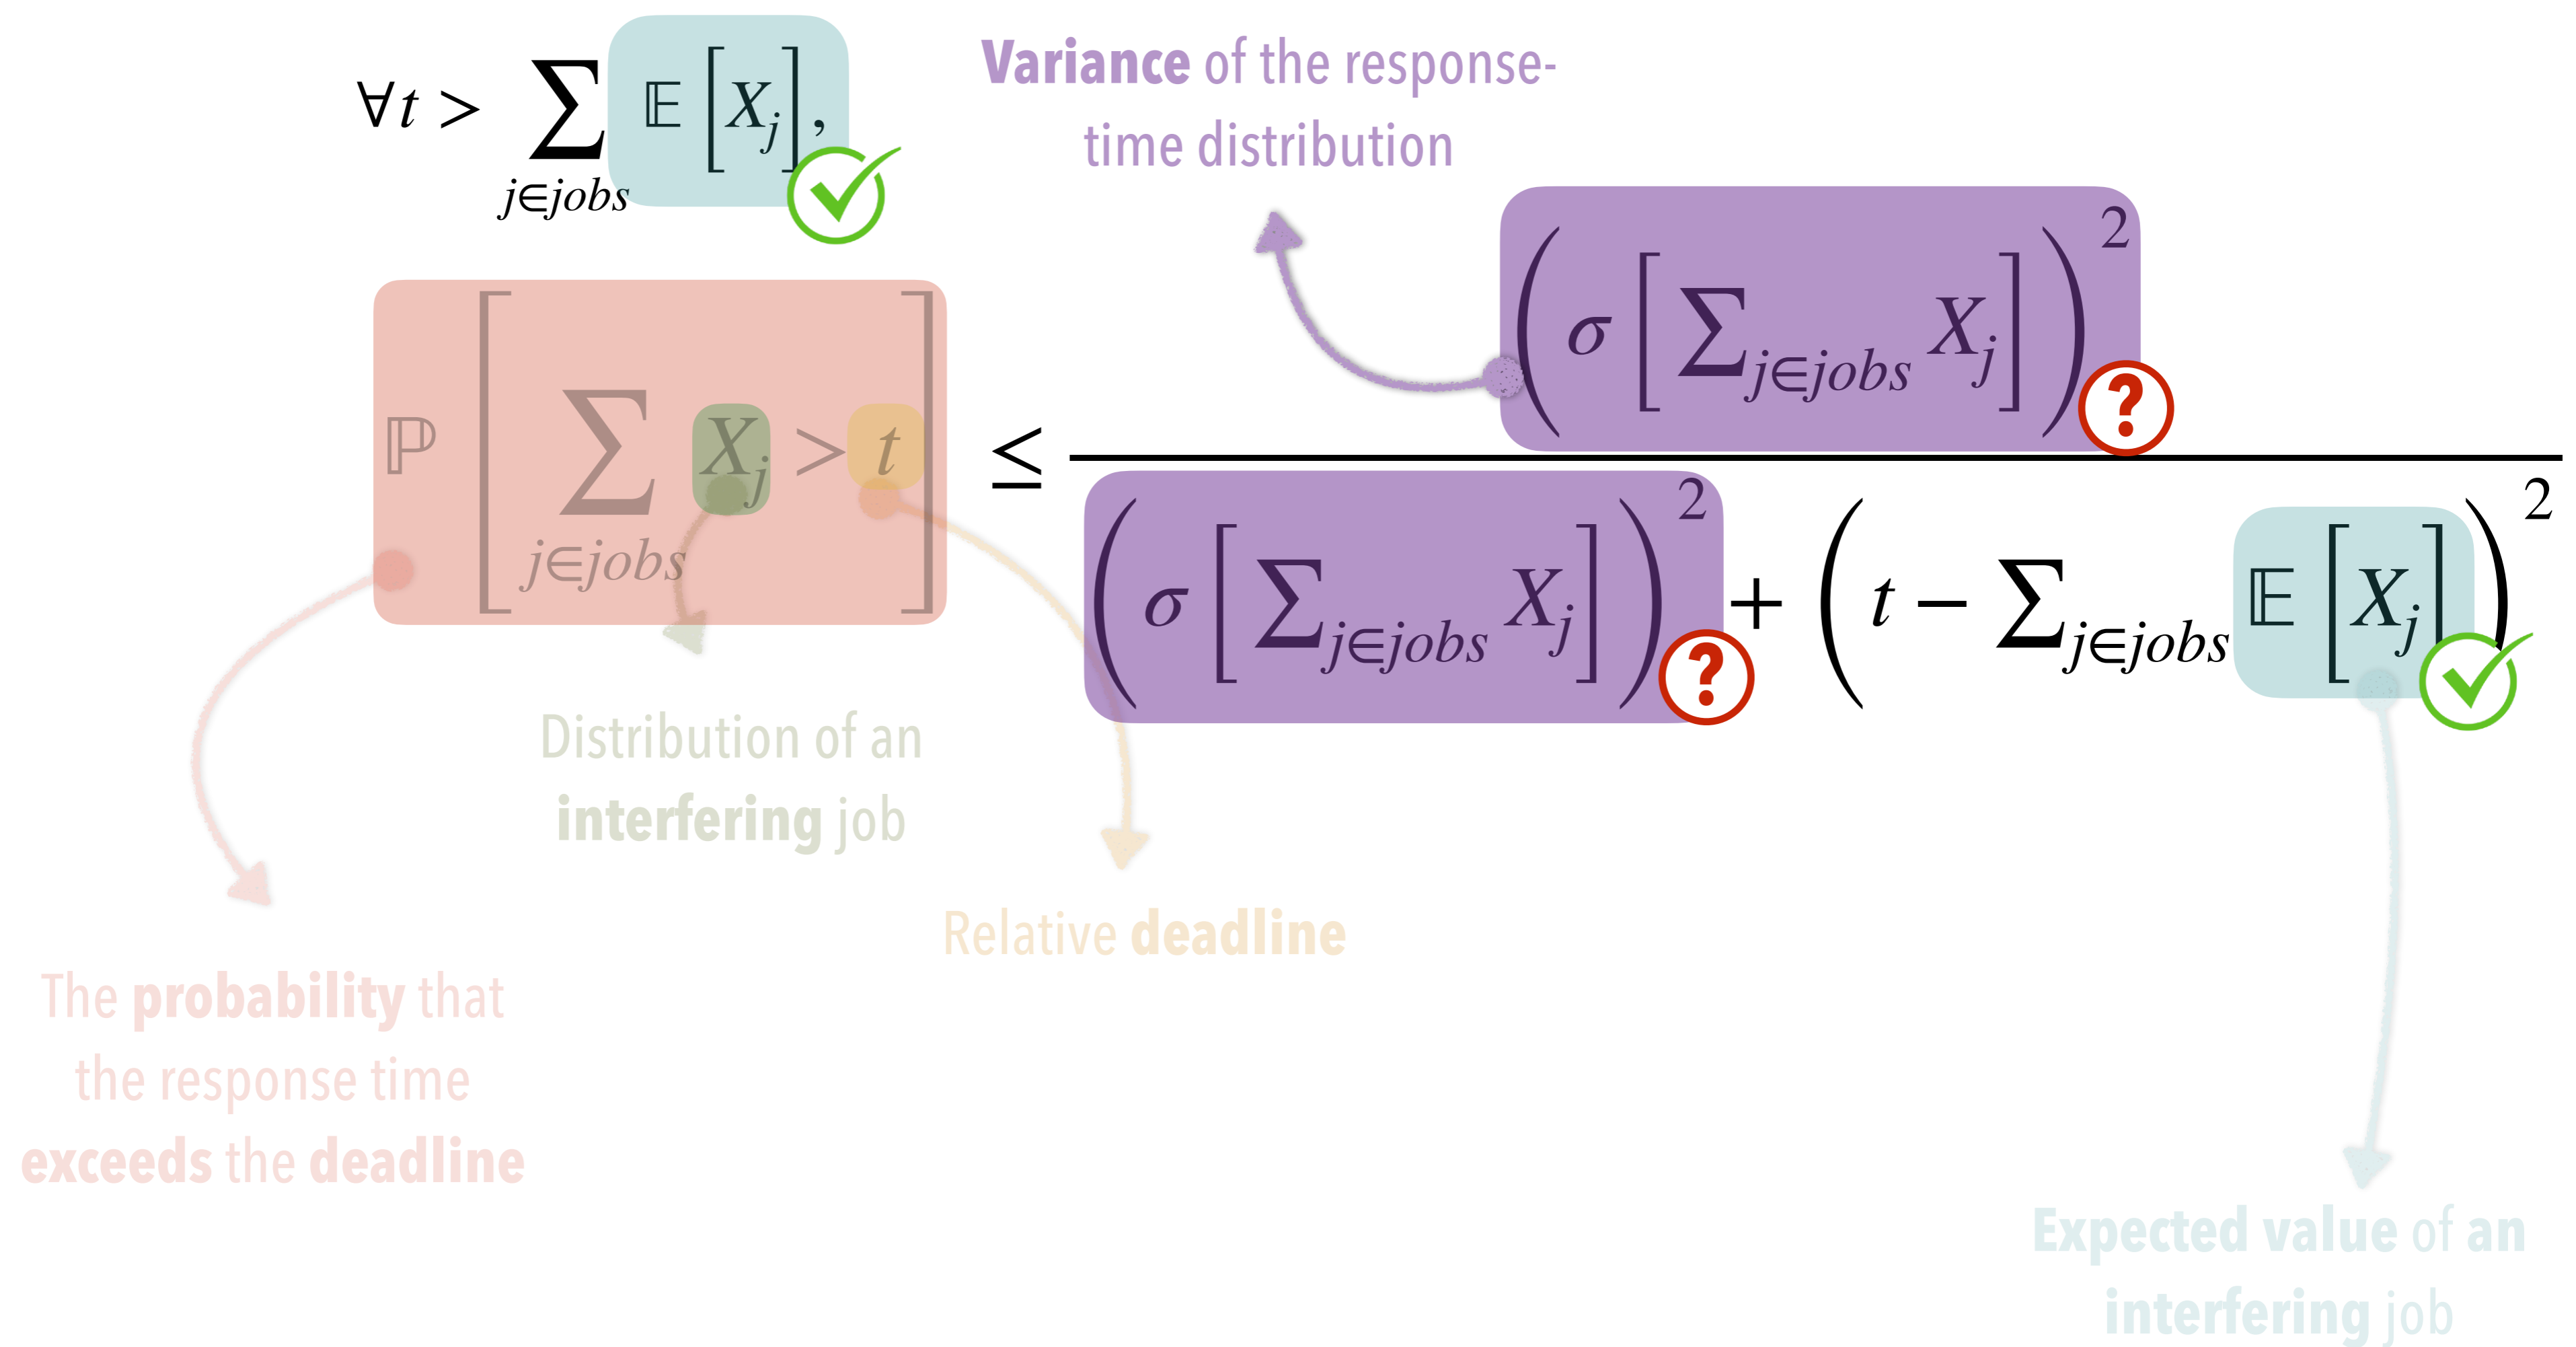 ∀t > ∑_{j∈jobs} 𝔼[X_j],
Variance of the response-
time distribution
ℙ[∑_{j∈jobs} X_j > t] ≤ (σ[∑_{j∈jobs} X_j])² / ((σ[∑_{j∈jobs} X_j])² + (t − ∑_{j∈jobs} 𝔼[X_j])²)
?
?
Distribution of an
interfering job
Relative deadline
The probability that
the response time
exceeds the deadline
Expected value of an
interfering job